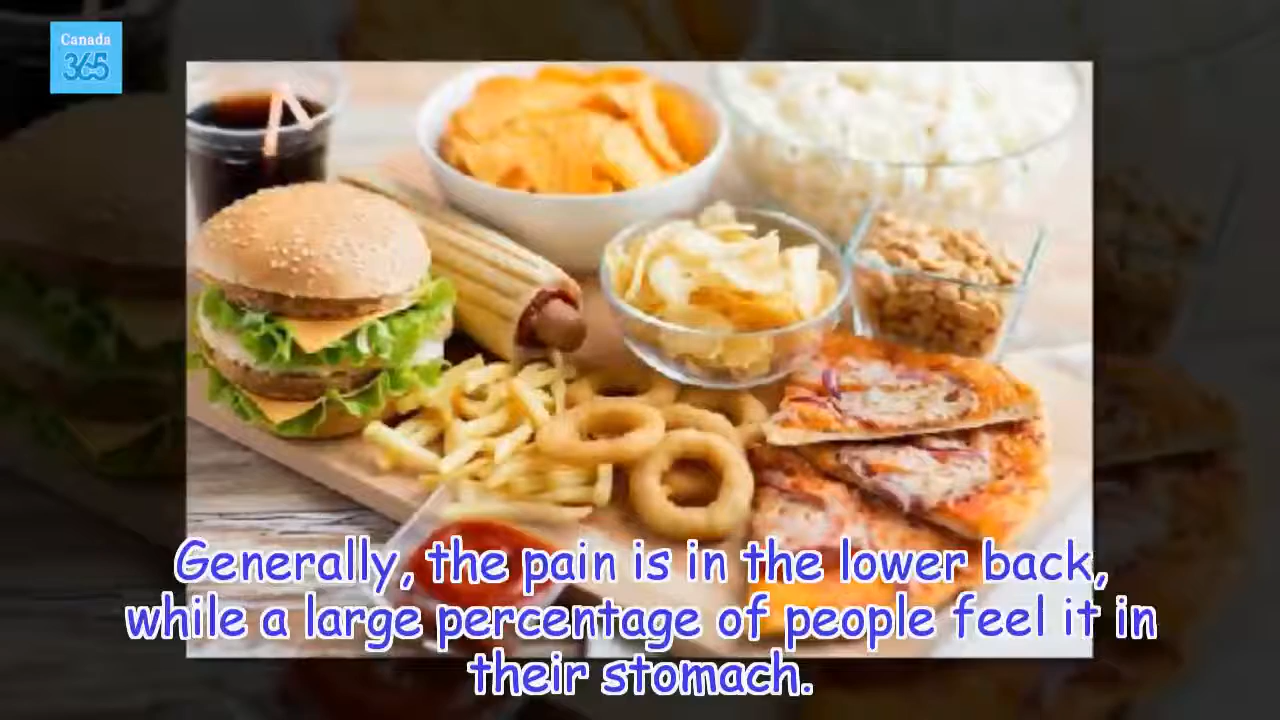 Canada
365
Generally, the pain is in the lower back,
while a large percentage of people feel it in
their stomach.